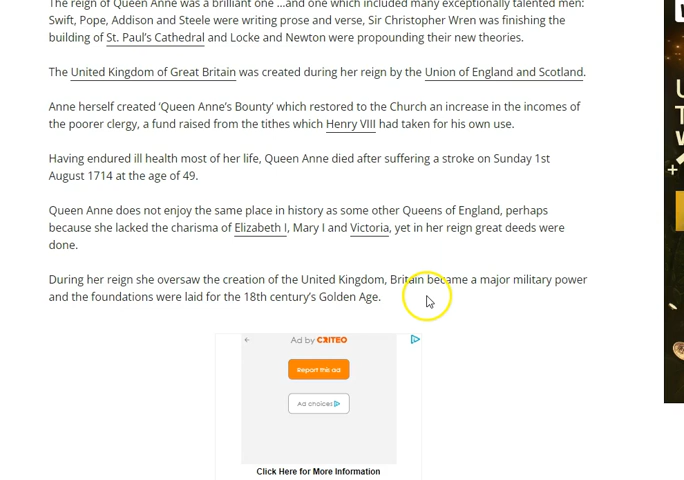 The reign of Queen Anne was a brilliant one ...and one which included many exceptionally talented men:
Swift, Pope, Addison and Steele were writing prose and verse, Sir Christopher Wren was finishing the
building of St. Paul's Cathedral and Locke and Newton were propounding their new theories.
The United Kingdom of Great Britain was created during her reign by the Union of England and Scotland.
Anne herself created ‘Queen Anne's Bounty’ which restored to the Church an increase in the incomes of
the poorer clergy, a fund raised from the tithes which Henry VIII had taken for his own use.
Having endured ill health most of her life, Queen Anne died after suffering a stroke on Sunday 1st
August 1714 at the age of 49.
Queen Anne does not enjoy the same place in history as some other Queens of England, perhaps
because she lacked the charisma of Elizabeth I, Mary I and Victoria, yet in her reign great deeds were
done.
During her reign she oversaw the creation of the United Kingdom, Britain became a major military power
and the foundations were laid for the 18th century's Golden Age.
Ad by CRITEO
Report this ad
Ad choices
Click Here for More Information